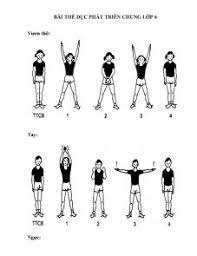 BÀI THỂ DỤC PHÁT TRIỂN CHUNG LỚP 6
Vươn thở:
TTCB 1 2 3 4
Tay:
TTCB 1 2 3 4
Ngực: